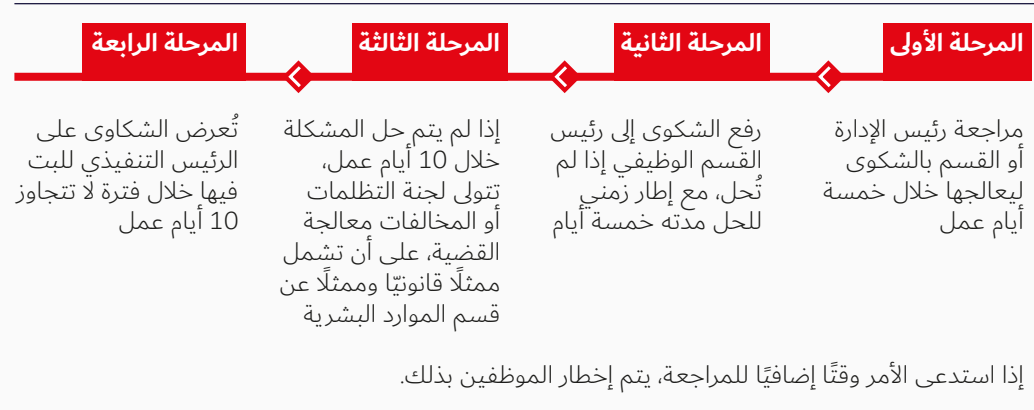 المرحلة الأولى
مراجعة رئيس الإدارة
أو القسم بالشكوى
ليعالجها خلال خمسة
أيام عمل
المرحلة الثانية
رفع الشكوى إلى رئيس
القسم الوظيفي إذا لم
تُحل، مع إطار زمني
للحل مدته خمسة أيام
المرحلة الثالثة
إذا لم يتم حل المشكلة
خلال 10 أيام عمل،
تتولى لجنة التظلمات
أو المخالفات معالجة
القضية، على أن تشمل
ممثلًا قانونيًّا وممثلًا عن
قسم الموارد البشرية
المرحلة الرابعة
تُعرض الشكاوى على
الرئيس التنفيذي للبت
فيها خلال فترة لا تتجاوز
10 أيام عمل
إذا استدعى الأمر وقتًا إضافيًا للمراجعة، يتم إخطار الموظفين بذلك.